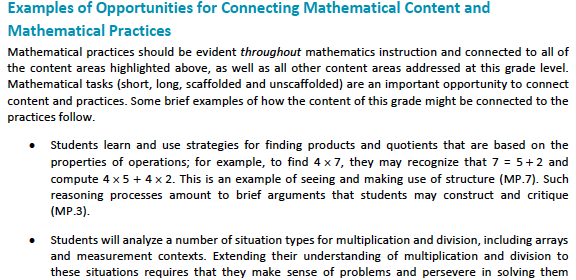 Examples of Opportunities for Connecting Mathematical Content and
Mathematical Practices
Mathematical practices should be evident throughout mathematics instruction and connected to all of
the content areas highlighted above, as well as all other content areas addressed at this grade level.
Mathematical tasks (short, long, scaffolded and unscaffolded) are an important opportunity to connect
content and practices. Some brief examples of how the content of this grade might be connected to the
practices follow.
• Students learn and use strategies for finding products and quotients that are based on the
properties of operations; for example, to find 4 x 7, they may recognize that 7 = 5 + 2 and
compute 4 x 5 + 4 x 2. This is an example of seeing and making use of structure (MP.7). Such
reasoning processes amount to brief arguments that students may construct and critique
(MP.3).
• Students will analyze a number of situation types for multiplication and division, including arrays
and measurement contexts. Extending their understanding of multiplication and division to
these situations requires that they make sense of problems and persevere in solving them